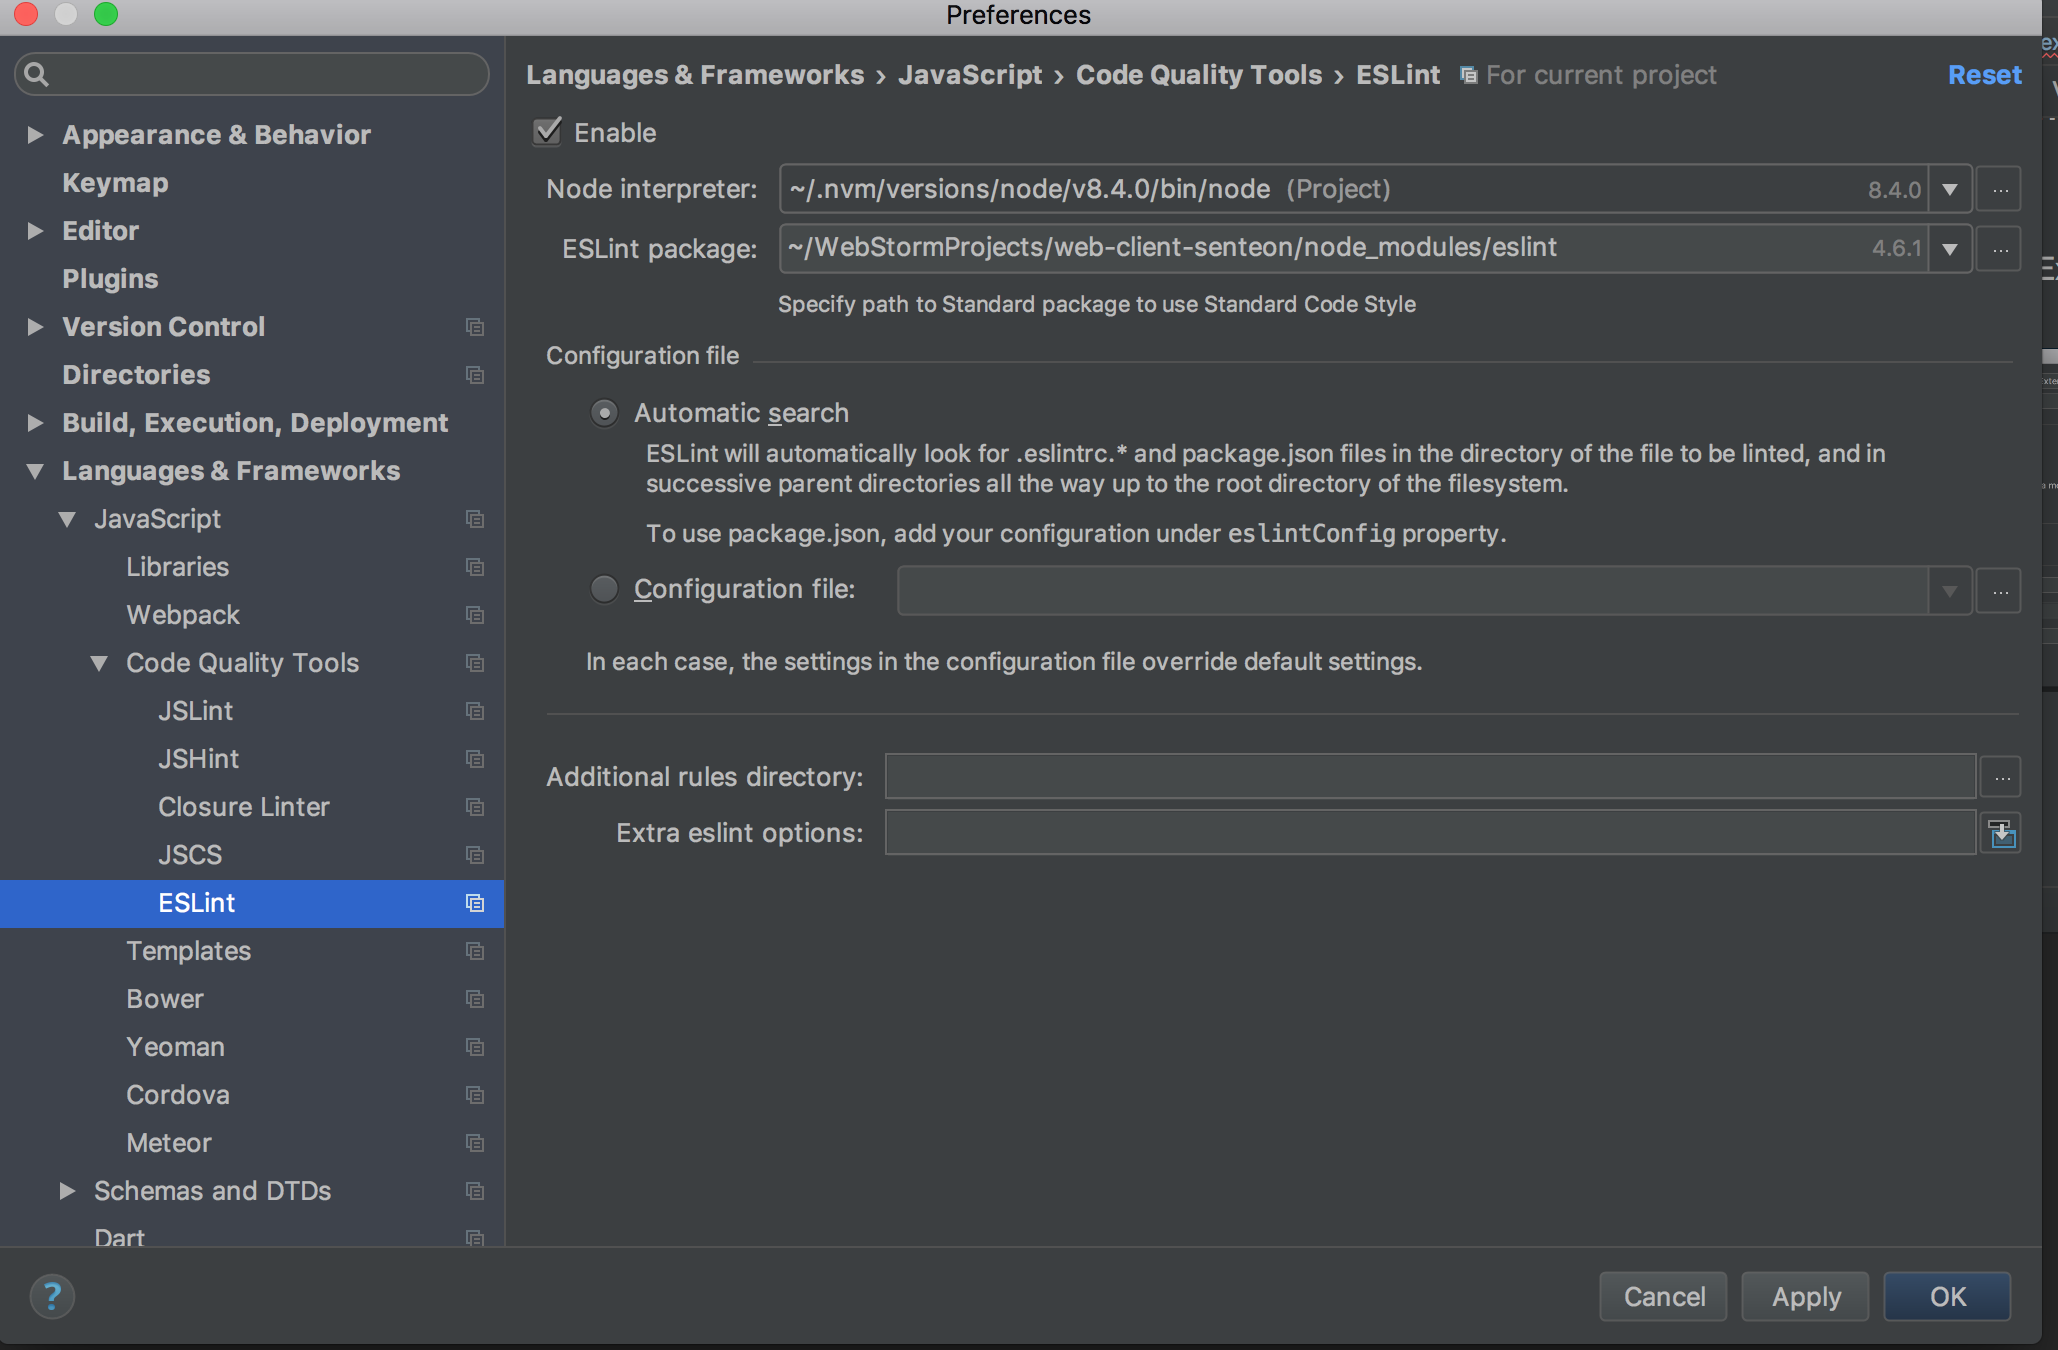 Preferences
Appearance & Behavior
Keymap
Editor
Plugins
Version Control
Directories
Build, Execution, Deployment
Languages & Frameworks
JavaScript
Libraries
Webpack
Code Quality Tools
JSLint
JSHint
Closure Linter
JSCS
ESLint
Templates
Bower
Yeoman
Cordova
Meteor
Schemas and DTDs
Dart
Languages & Frameworks › JavaScript › Code Quality Tools › ESLint For current project Reset
Enable
Node interpreter: ~/.nvm/versions/node/v8.4.0/bin/node (Project) 8.4.0 ...
ESLint package: ~/WebStormProjects/web-client-senteon/node_modules/eslint 4.6.1 ...
Specify path to Standard package to use Standard Code Style
Configuration file
Automatic search
ESLint will automatically look for .eslintrc.* and package.json files in the directory of the file to be linted, and in
successive parent directories all the way up to the root directory of the filesystem.
To use package.json, add your configuration under eslintConfig property.
Configuration file: ...
In each case, the settings in the configuration file override default settings.
Additional rules directory: ...
Extra eslint options:
? Cancel Apply OK